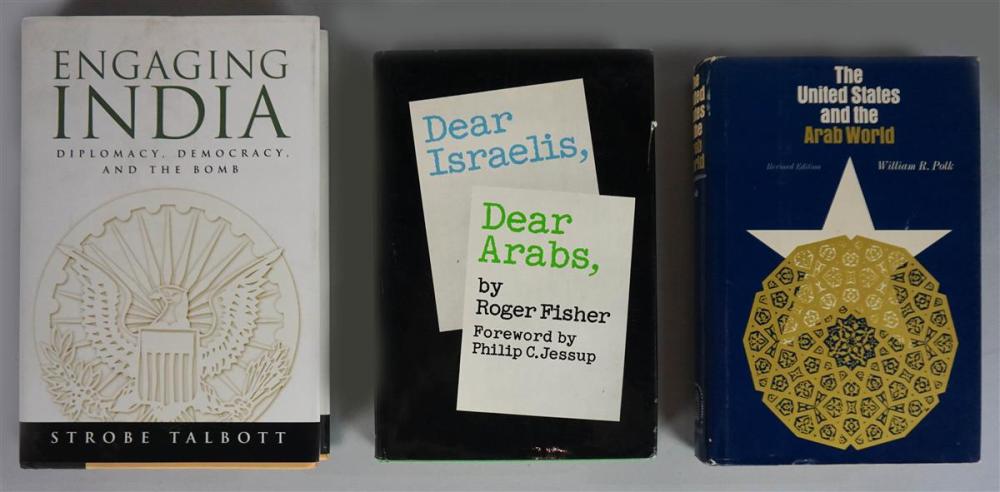 ENGAGING
INDIA
DIPLOMACY, DEMOCRACY,
AND THE BOMB
STROBE TALBOTT
Dear
Israelis,
Dear
Arabs,
by
Roger Fisher
Foreword by
Philip C. Jessup
The
United States
and the
Arab World
Revised Edition
William R. Polk